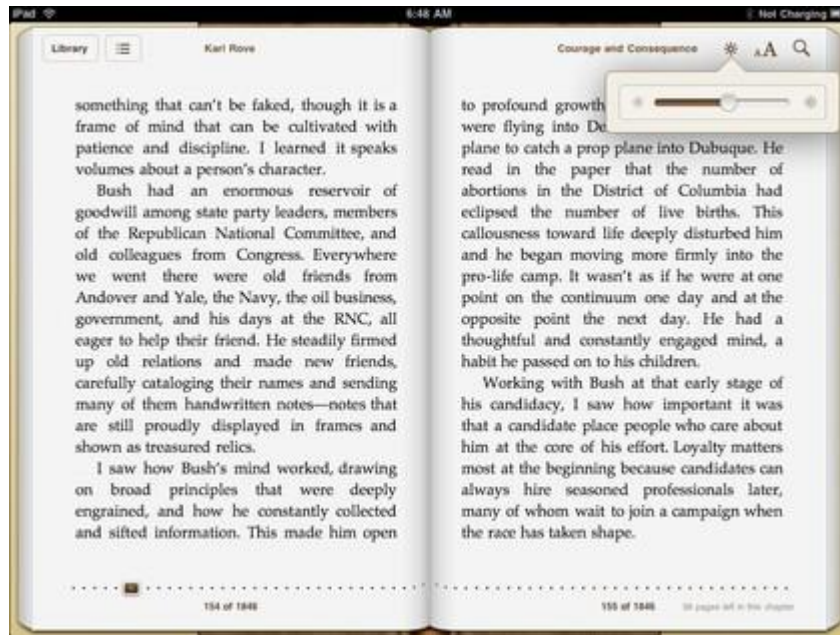 iPad 6:48 AM Not Charging
Library Karl Rove Courage and Consequence AA
something that can't be faked, though it is a
frame of mind that can be cultivated with
patience and discipline. I learned it speaks
volumes about a person's character.
Bush had an enormous reservoir of
goodwill among state party leaders, members
of the Republican National Committee, and
old colleagues from Congress. Everywhere
we went there were old friends from
Andover and Yale, the Navy, the oil business,
government, and his days at the RNC, all
eager to help their friend. He steadily firmed
up old relations and made new friends,
carefully cataloging their names and sending
many of them handwritten notes—notes that
are still proudly displayed in frames and
shown as treasured relics.
I saw how Bush's mind worked, drawing
on broad principles that were deeply
engrained, and how he constantly collected
and sifted information. This made him open
154 of 1846
to profound growth
were flying into De
plane to catch a prop plane into Dubuque. He
read in the paper that the number of
abortions in the District of Columbia had
eclipsed the number of live births. This
callousness toward life deeply disturbed him
and he began moving more firmly into the
pro-life camp. It wasn't as if he were at one
point on the continuum one day and at the
opposite point the next day. He had a
thoughtful and constantly engaged mind, a
habit he passed on to his children.
Working with Bush at that early stage of
his candidacy, I saw how important it was
that a candidate place people who care about
him at the core of his effort. Loyalty matters
most at the beginning because candidates can
always hire seasoned professionals later,
many of whom wait to join a campaign when
the race has taken shape.
155 of 1846 pages left in this chapter